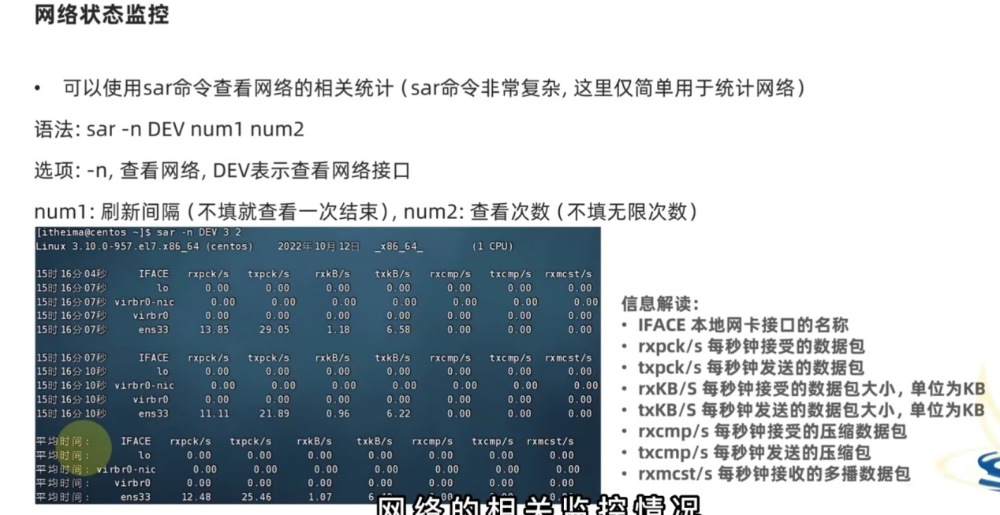 网络状态监控
• 可以使用sar命令查看网络的相关统计（sar命令非常复杂, 这里仅简单用于统计网络）
语法: sar -n DEV num1 num2
选项: -n, 查看网络, DEV表示查看网络接口
num1: 刷新间隔（不填就查看一次结束）, num2: 查看次数（不填无限次数）
[itheima@centos ~]$ sar -n DEV 3 2
Linux 3.10.0-957.el7.x86_64 (centos) 2022年10月12日 _x86_64_ (1 CPU)
15时16分04秒 IFACE rxpck/s txpck/s rxkB/s txkB/s rxcmp/s txcmp/s rxmcst/s
15时16分07秒 lo 0.00 0.00 0.00 0.00 0.00 0.00 0.00
15时16分07秒 virbr0-nic 0.00 0.00 0.00 0.00 0.00 0.00 0.00
15时16分07秒 virbr0 0.00 0.00 0.00 0.00 0.00 0.00 0.00
15时16分07秒 ens33 13.85 29.05 1.18 6.58 0.00 0.00 0.00
15时16分07秒 IFACE rxpck/s txpck/s rxkB/s txkB/s rxcmp/s txcmp/s rxmcst/s
15时16分10秒 lo 0.00 0.00 0.00 0.00 0.00 0.00 0.00
15时16分10秒 virbr0-nic 0.00 0.00 0.00 0.00 0.00 0.00 0.00
15时16分10秒 virbr0 0.00 0.00 0.00 0.00 0.00 0.00 0.00
15时16分10秒 ens33 11.11 21.89 0.96 6.22 0.00 0.00 0.00
平均时间: IFACE rxpck/s txpck/s rxkB/s txkB/s rxcmp/s txcmp/s rxmcst/s
平均时间: lo 0.00 0.00 0.00 0.00 0.00 0.00 0.00
平均时间: virbr0-nic 0.00 0.00 0.00 0.00 0.00 0.00 0.00
平均时间: virbr0 0.00 0.00 0.00 0.00 0.00 0.00 0.00
平均时间: ens33 12.48 25.46 1.07
信息解读:
• IFACE 本地网卡接口的名称
• rxpck/s 每秒钟接受的数据包
• txpck/s 每秒钟发送的数据包
• rxKB/S 每秒钟接受的数据包大小, 单位为KB
• txKB/S 每秒钟发送的数据包大小, 单位为KB
• rxcmp/s 每秒钟接受的压缩数据包
• txcmp/s 每秒钟发送的压缩包
• rxmcst/s 每秒钟接收的多播数据包
网络的相关监控情况